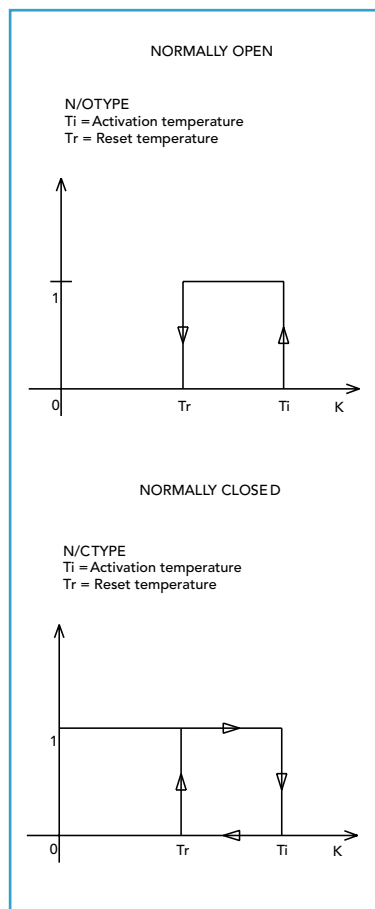 NORMALLY OPEN
N/OTYPE
Ti =Activation temperature
Tr = Reset temperature
1
0 Tr Ti K
NORMALLY CLOSED
N/CTYPE
Ti =Activation temperature
Tr = Reset temperature
1
0 Tr Ti K